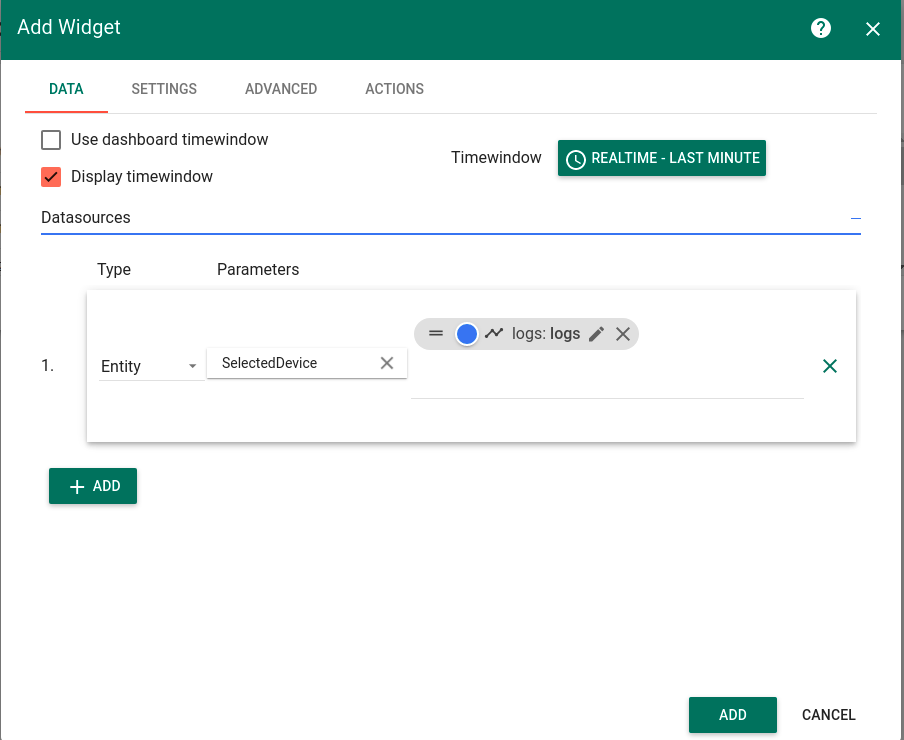 Add Widget
DATA SETTINGS ADVANCED ACTIONS
Use dashboard timewindow
Display timewindow
Timewindow REALTIME - LAST MINUTE
Datasources
Type Parameters
1. Entity SelectedDevice logs: logs
ADD
ADD CANCEL